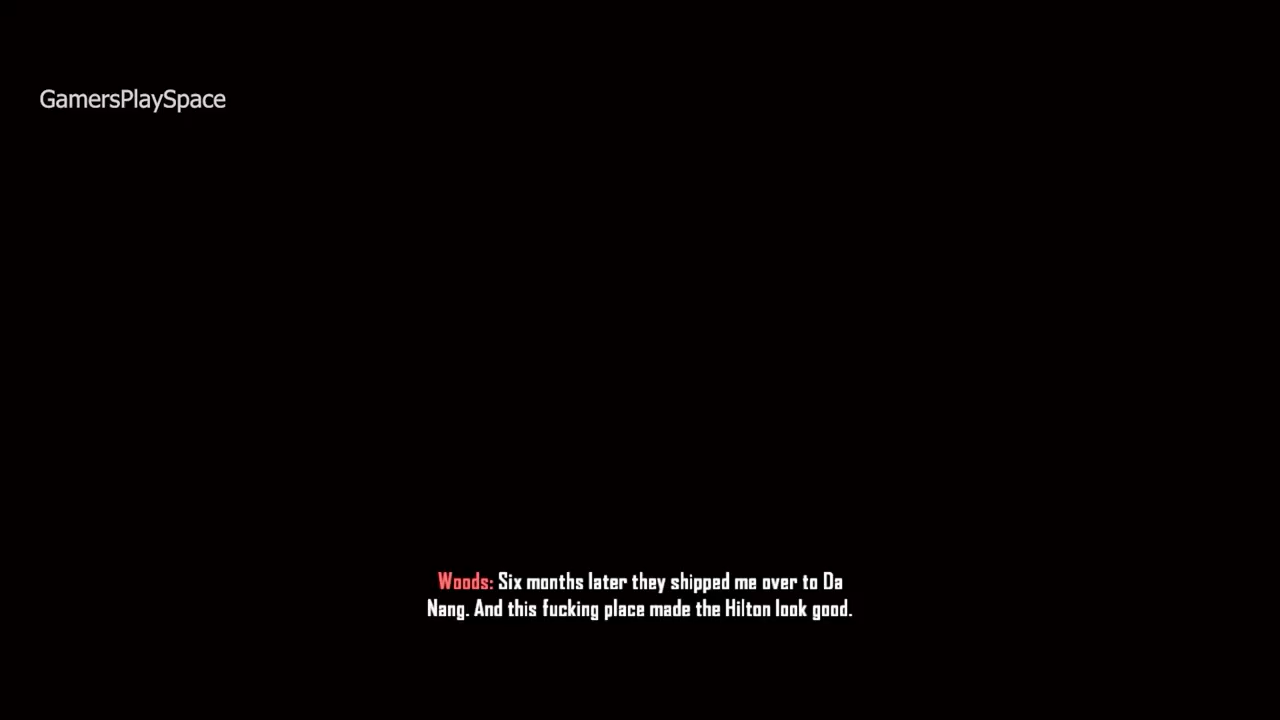 GamersPlaySpace
Woods: Six months later they shipped me over to Da
Nang. And this fucking place made the Hilton look good.